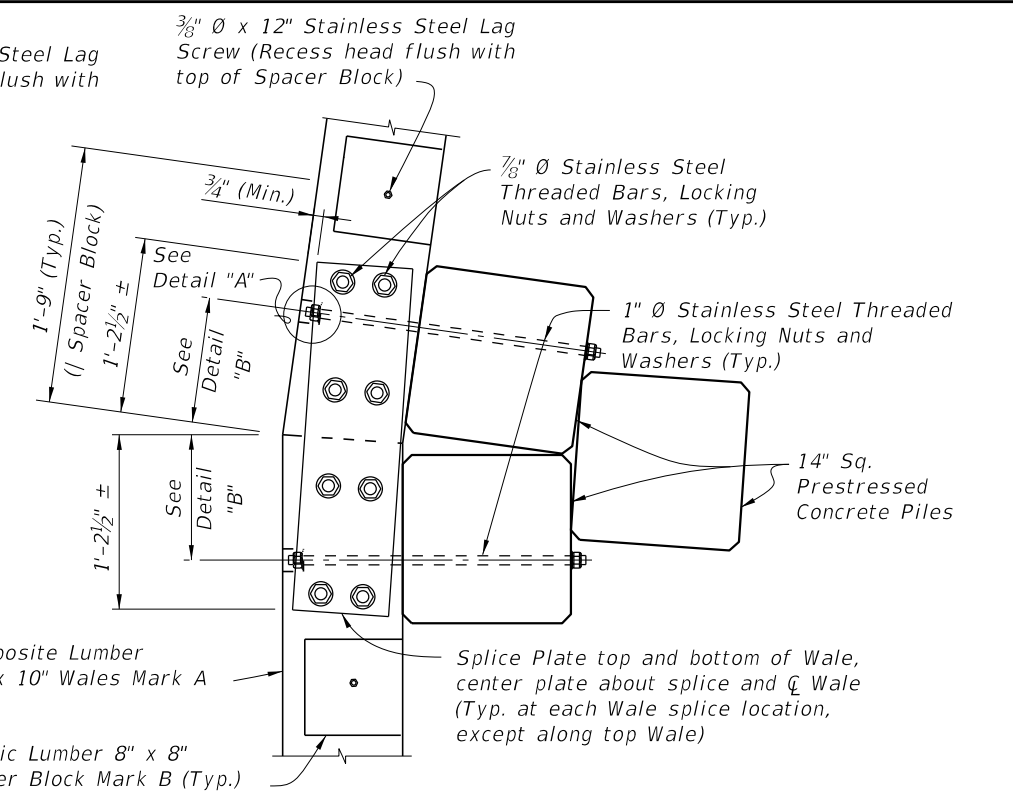 Steel Lag
lush with
⅜" Ø x 12" Stainless Steel Lag
Screw (Recess head flush with
top of Spacer Block)
⅞" Ø Stainless Steel
Threaded Bars, Locking
Nuts and Washers (Typ.)
¾" (Min.)
See
Detail "A"
1'-9" (Typ.)
(| Spacer Block)
1'-2½" ±
See
Detail
"B"
1" Ø Stainless Steel Threaded
Bars, Locking Nuts and
Washers (Typ.)
14" Sq.
Prestressed
Concrete Piles
1'-2½" ±
See
Detail
"B"
posite Lumber
x 10" Wales Mark A
Splice Plate top and bottom of Wale,
center plate about splice and ℄ Wale
(Typ. at each Wale splice location,
except along top Wale)
ic Lumber 8" x 8"
er Block Mark B (Typ.)